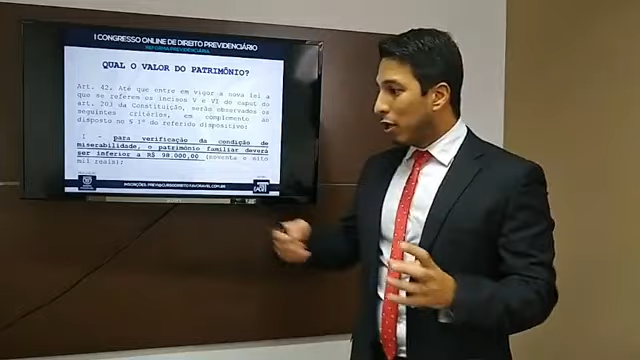 I CONGRESSO ONLINE DE DIREITO PREVIDENCIÁRIO
REFORMA PREVIDENCIÁRIA
QUAL O VALOR DO PATRIMÔNIO?
Art. 42. Até que entre em vigor a nova lei a
que se referem os incisos V e VI do caput do
art. 203 da Constituição, serão observados os
seguintes critérios, em complemento ao
disposto no § 1º do referido dispositivo:
I - para verificação da condição de
miserabilidade, o patrimônio familiar deverá
ser inferior a R$ 98.000,00 (noventa e oito
mil reais);